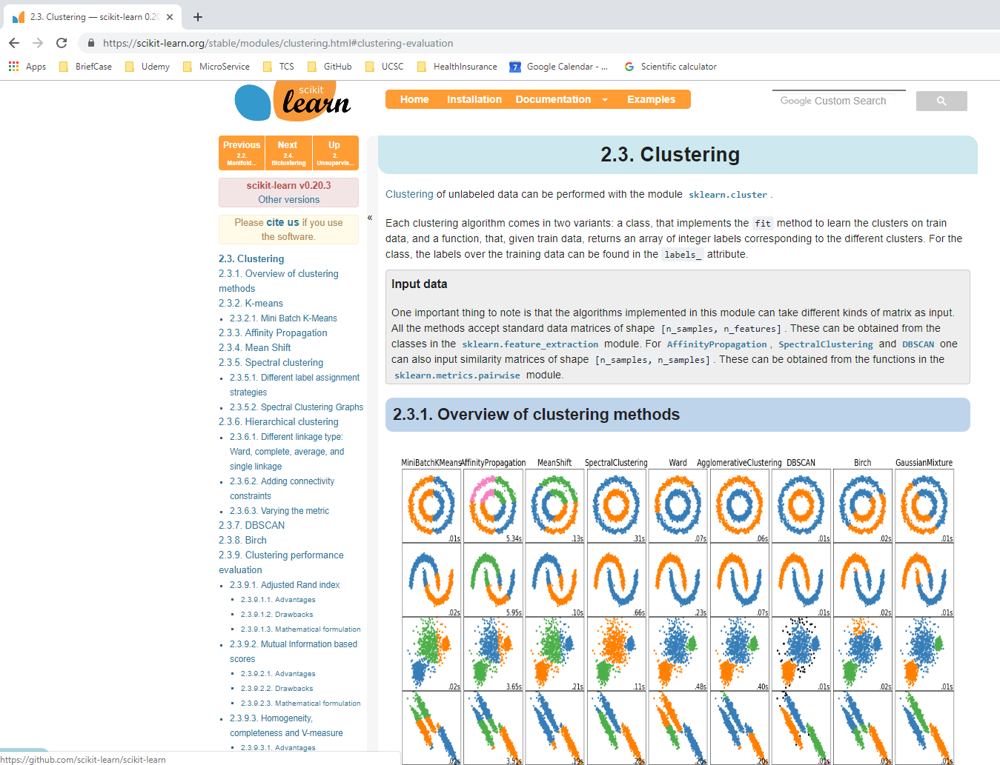 2.3. Clustering — scikit-learn 0.20
https://scikit-learn.org/stable/modules/clustering.html#clustering-evaluation
Apps BriefCase Udemy MicroService TCS GitHub UCSC HealthInsurance Google Calendar - ... Scientific calculator
scikit
learn
Home Installation Documentation Examples
Google Custom Search
Previous Next Up
2.2. 2.4. 2.
Manifold... Biclustering Unsupervis...
scikit-learn v0.20.3
Other versions
Please cite us if you use
the software.
«
2.3. Clustering
2.3.1. Overview of clustering
methods
2.3.2. K-means
2.3.2.1. Mini Batch K-Means
2.3.3. Affinity Propagation
2.3.4. Mean Shift
2.3.5. Spectral clustering
2.3.5.1. Different label assignment
strategies
2.3.5.2. Spectral Clustering Graphs
2.3.6. Hierarchical clustering
2.3.6.1. Different linkage type:
Ward, complete, average, and
single linkage
2.3.6.2. Adding connectivity
constraints
2.3.6.3. Varying the metric
2.3.7. DBSCAN
2.3.8. Birch
2.3.9. Clustering performance
evaluation
2.3.9.1. Adjusted Rand index
2.3.9.1.1. Advantages
2.3.9.1.2. Drawbacks
2.3.9.1.3. Mathematical formulation
2.3.9.2. Mutual Information based
scores
2.3.9.2.1. Advantages
2.3.9.2.2. Drawbacks
2.3.9.2.3. Mathematical formulation
2.3.9.3. Homogeneity,
completeness and V-measure
2.3.9.3.1. Advantages
https://github.com/scikit-learn/scikit-learn
2.3. Clustering
Clustering of unlabeled data can be performed with the module sklearn.cluster.
Each clustering algorithm comes in two variants: a class, that implements the fit method to learn the clusters on train
data, and a function, that, given train data, returns an array of integer labels corresponding to the different clusters. For the
class, the labels over the training data can be found in the labels_ attribute.
Input data
One important thing to note is that the algorithms implemented in this module can take different kinds of matrix as input.
All the methods accept standard data matrices of shape [n_samples, n_features]. These can be obtained from the
classes in the sklearn.feature_extraction module. For AffinityPropagation, SpectralClustering and DBSCAN one
can also input similarity matrices of shape [n_samples, n_samples]. These can be obtained from the functions in the
sklearn.metrics.pairwise module.
2.3.1. Overview of clustering methods
MiniBatchKMeans AffinityPropagation MeanShift SpectralClustering Ward AgglomerativeClustering DBSCAN Birch GaussianMixture
.01s 5.34s .13s .31s .07s .06s .01s .02s .01s
.02s 5.95s .10s .66s .23s .07s .01s .02s .01s
.02s 3.65s .21s .11s .48s .40s .01s .02s .01s
.02s 3.51s .19s .28s .26s .20s .01s .03s .01s